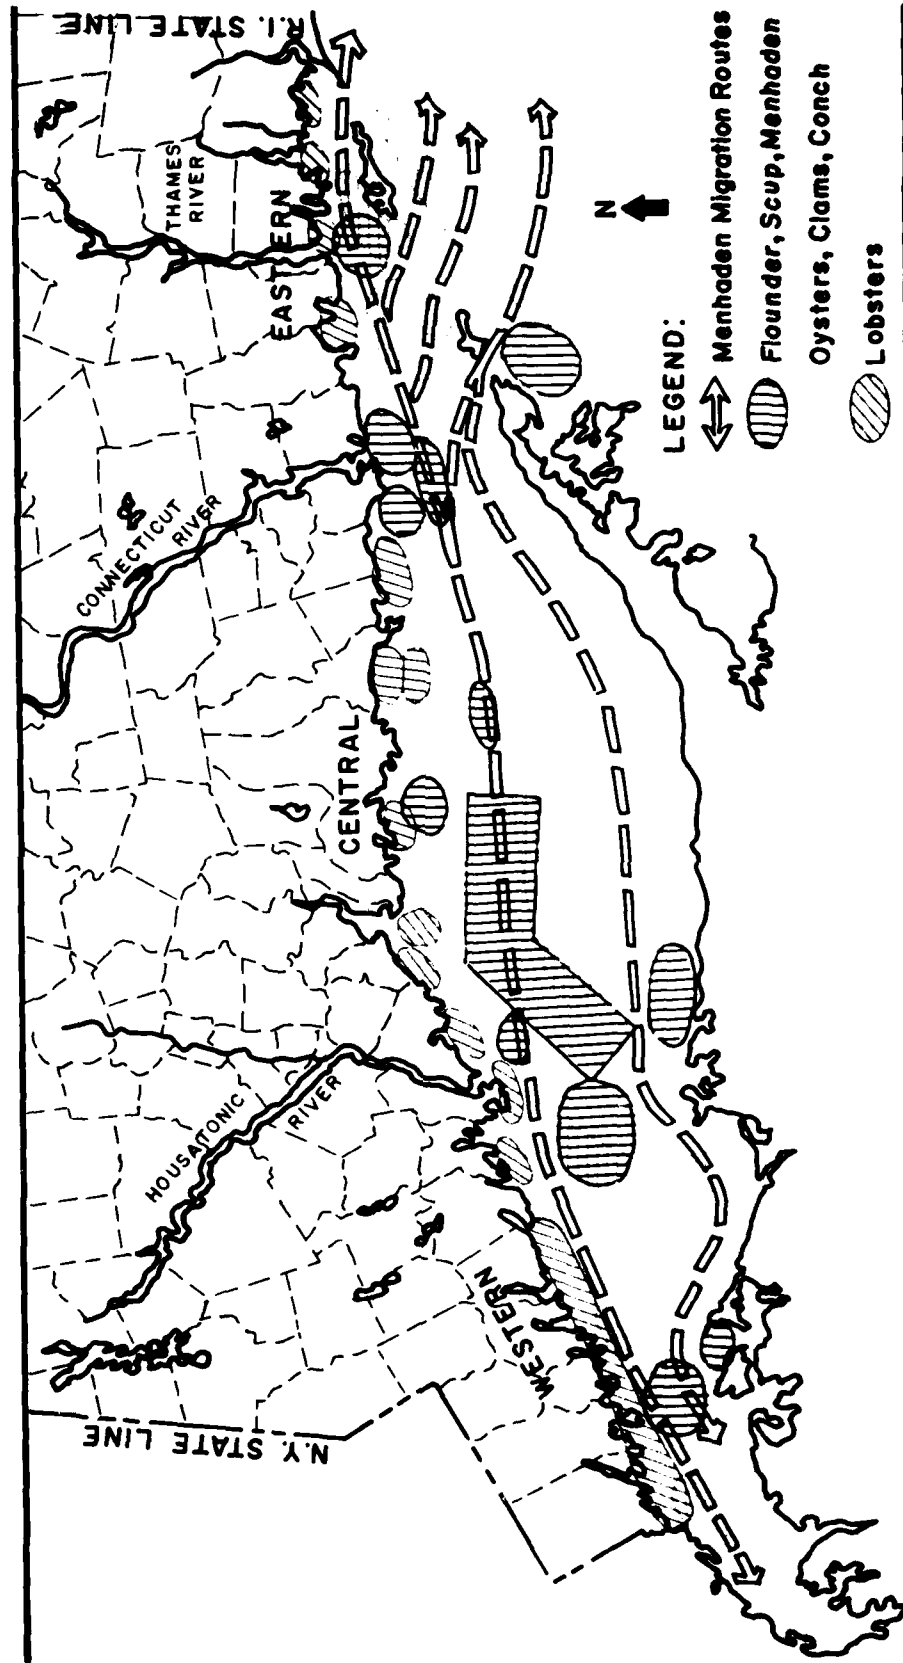 N.Y. STATE LINE
R.I. STATE LINE
HOUSATONIC
RIVER
CONNECTICUT
RIVER
THAMES
RIVER
WESTERN
CENTRAL
EASTERN
N
LEGEND:
Menhaden Migration Routes
Flounder, Scup, Menhaden
Oysters, Clams, Conch
Lobsters